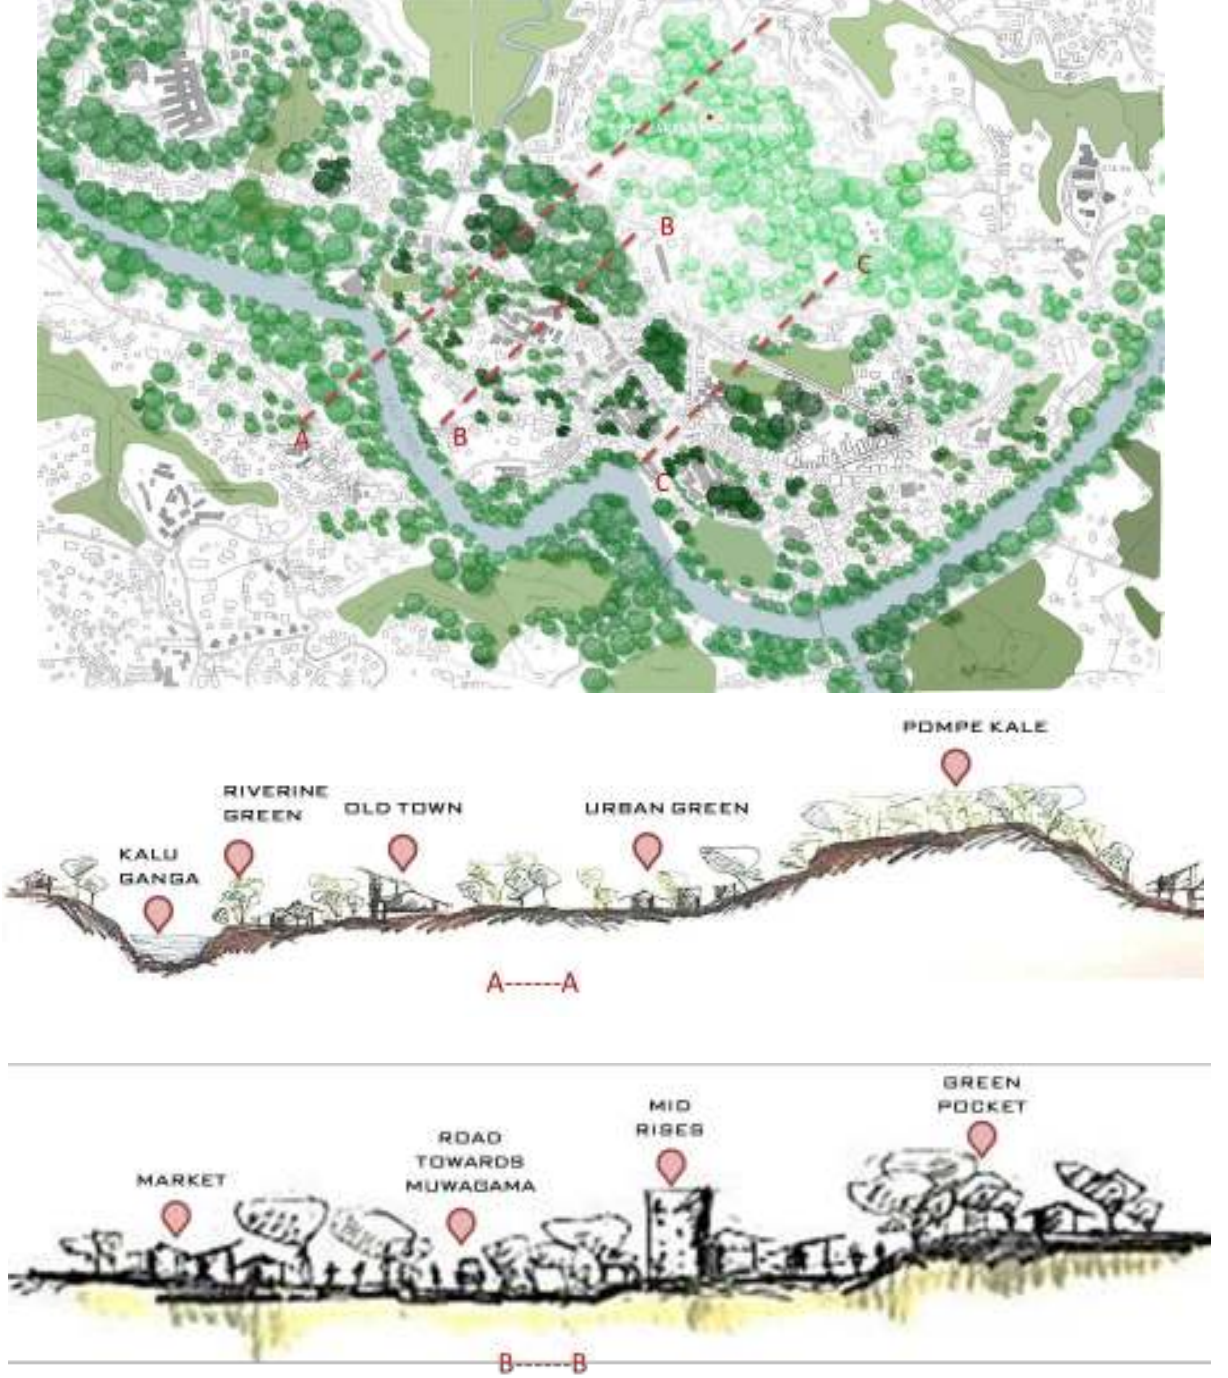 B
C
A
B
C
POMPE KALE
RIVERINE
GREEN
OLD TOWN
URBAN GREEN
KALU
GANGA
A------A
GREEN
POCKET
MID
RISES
ROAD
TOWARDS
MUWAGAMA
MARKET
B------B